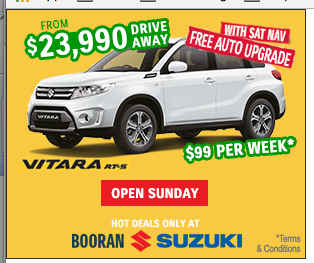 FROM
$23,990 DRIVE AWAY
WITH SAT NAV
FREE AUTO UPGRADE
VITARA RT-S
$99 PER WEEK*
OPEN SUNDAY
HOT DEALS ONLY AT
BOORAN SUZUKI
*Terms
& Conditions